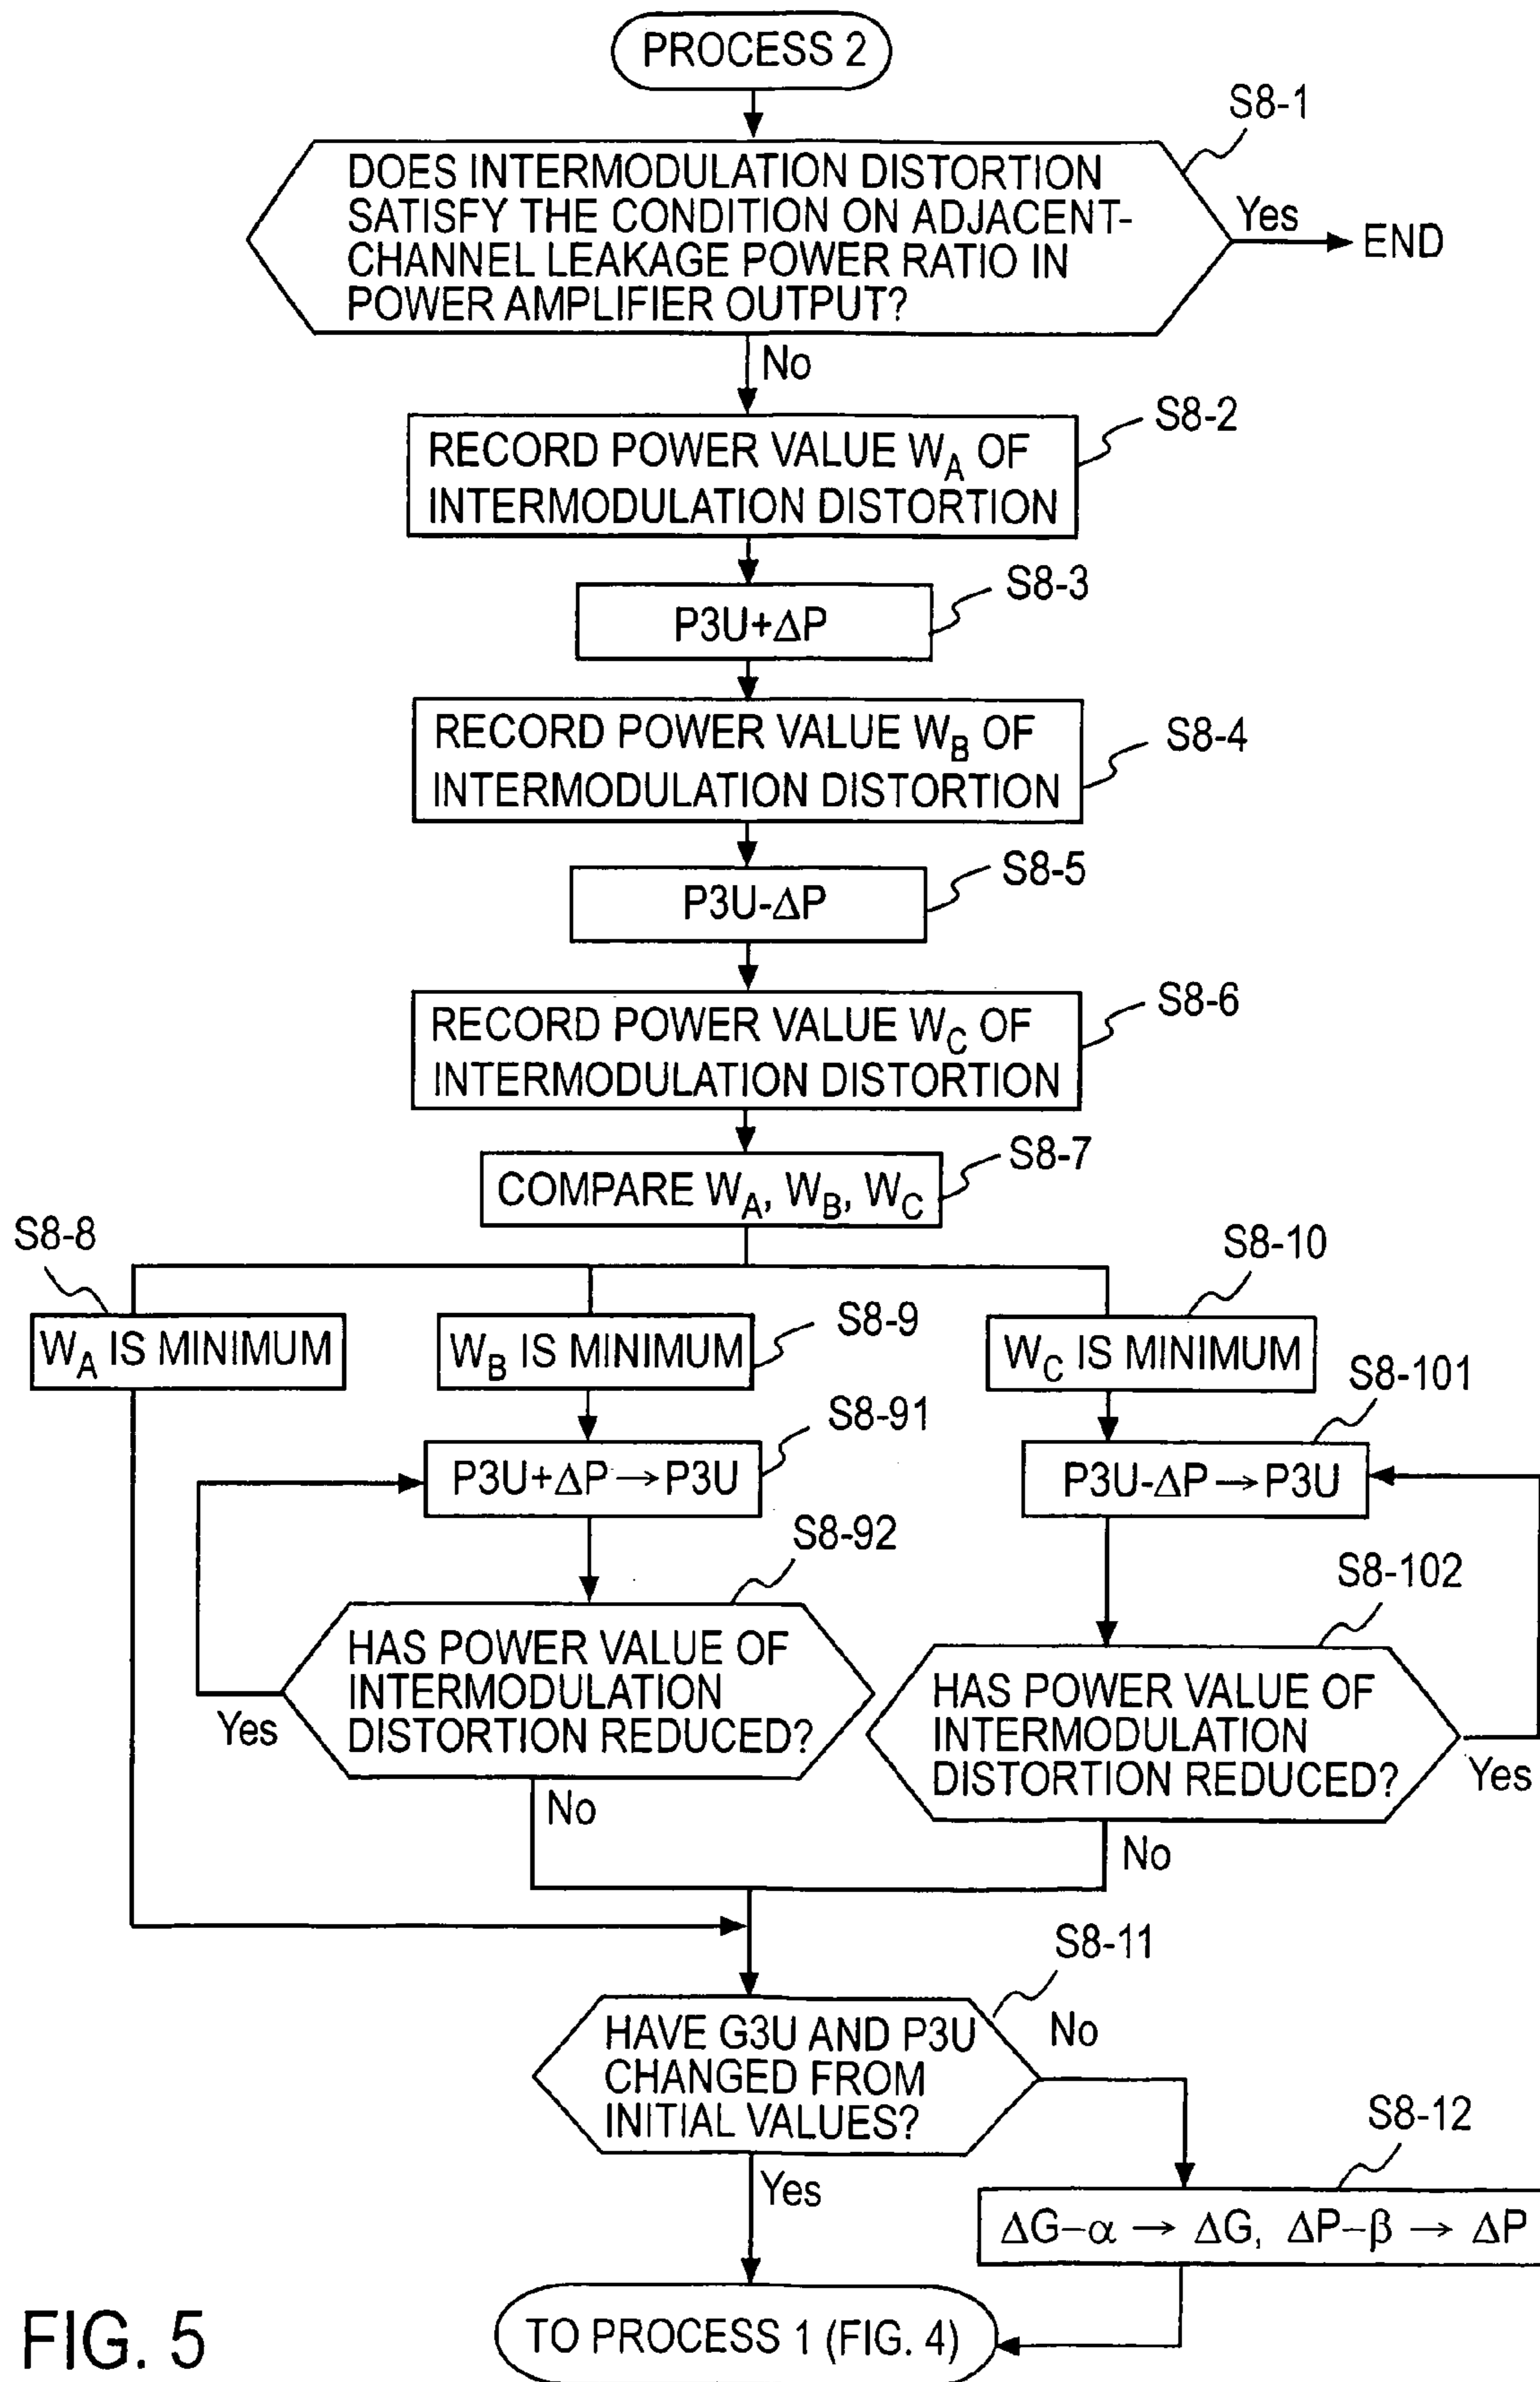 PROCESS 2
S8-1
DOES INTERMODULATION DISTORTION
SATISFY THE CONDITION ON ADJACENT-
CHANNEL LEAKAGE POWER RATIO IN
POWER AMPLIFIER OUTPUT?
Yes
END
No
S8-2
RECORD POWER VALUE WA OF
INTERMODULATION DISTORTION
S8-3
P3U+ΔP
RECORD POWER VALUE WB OF
INTERMODULATION DISTORTION
S8-4
S8-5
P3U-ΔP
S8-6
RECORD POWER VALUE WC OF
INTERMODULATION DISTORTION
S8-7
COMPARE WA, WB, WC
S8-8
WA IS MINIMUM
S8-9
WB IS MINIMUM
S8-10
WC IS MINIMUM
S8-91
P3U+ΔP→P3U
S8-101
P3U-ΔP→P3U
S8-92
HAS POWER VALUE OF
INTERMODULATION
DISTORTION REDUCED?
Yes
No
S8-102
HAS POWER VALUE OF
INTERMODULATION
DISTORTION REDUCED?
Yes
No
S8-11
HAVE G3U AND P3U
CHANGED FROM
INITIAL VALUES?
No
Yes
S8-12
ΔG-α → ΔG, ΔP-β → ΔP
TO PROCESS 1 (FIG. 4)
FIG. 5